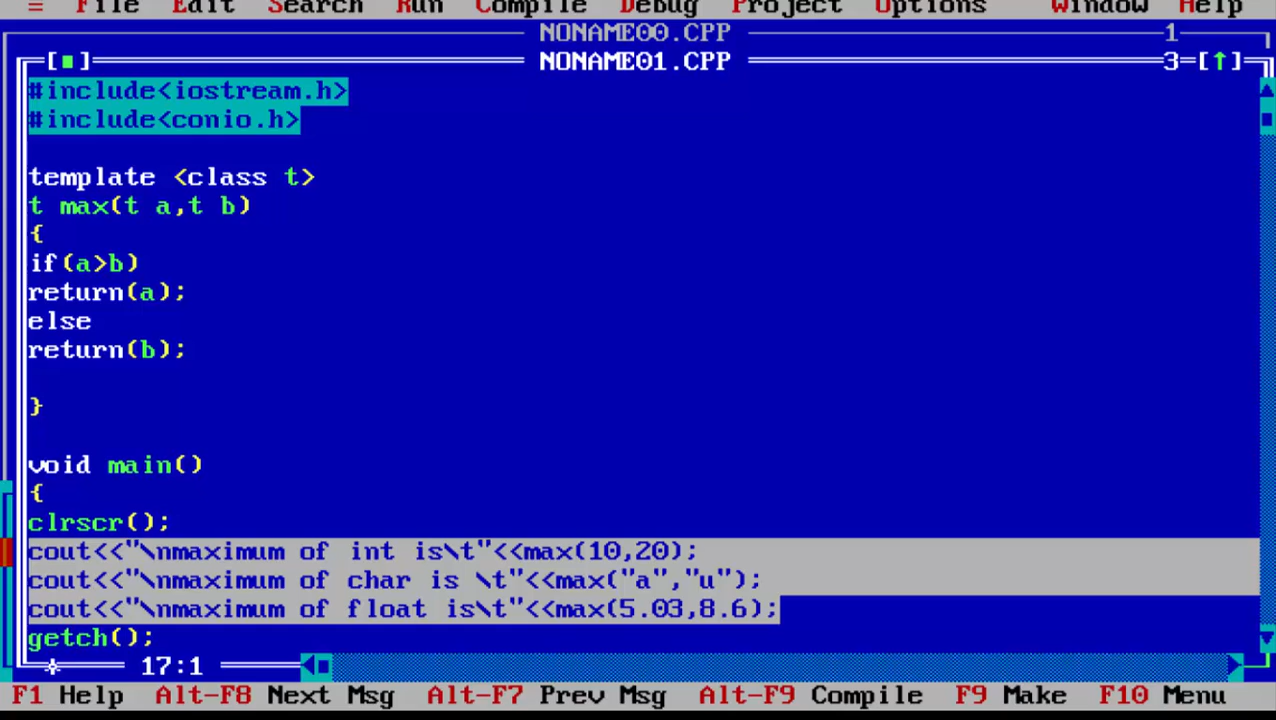 = File Edit Search Run Compile Debug Project Options Window Help
NONAME00.CPP 1
[■] NONAME01.CPP 3=[↑]
#include<iostream.h>
#include<conio.h>
template <class t>
t max(t a,t b)
{
if(a>b)
return(a);
else
return(b);
}
void main()
{
clrscr();
cout<<"\nmaximum of int is\t"<<max(10,20);
cout<<"\nmaximum of char is \t"<<max("a","u");
cout<<"\nmaximum of float is\t"<<max(5.03,8.6);
getch();
17:1
F1 Help Alt-F8 Next Msg Alt-F7 Prev Msg Alt-F9 Compile F9 Make F10 Menu